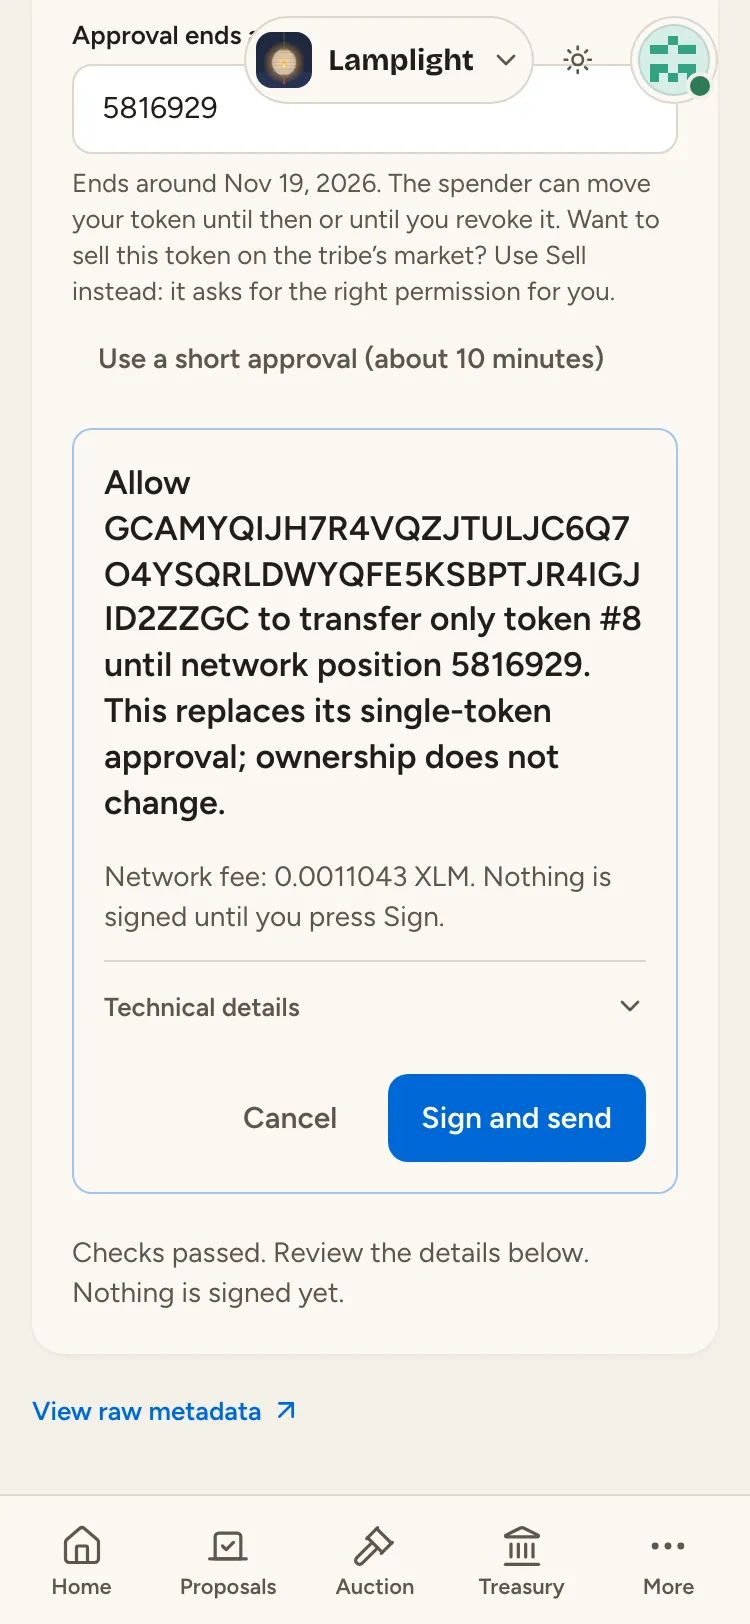 Approval ends
Lamplight
5816929
Ends around Nov 19, 2026. The spender can move
your token until then or until you revoke it. Want to
sell this token on the tribe’s market? Use Sell
instead: it asks for the right permission for you.
Use a short approval (about 10 minutes)
Allow
GCAMYQIJH7R4VQZJTULJC6Q7
O4YSQRLDWYQFE5KSBPTJR4IGJ
ID2ZZGC to transfer only token #8
until network position 5816929.
This replaces its single-token
approval; ownership does not
change.
Network fee: 0.0011043 XLM. Nothing is
signed until you press Sign.
Technical details
Cancel
Sign and send
Checks passed. Review the details below.
Nothing is signed yet.
View raw metadata
Home
Proposals
Auction
Treasury
More